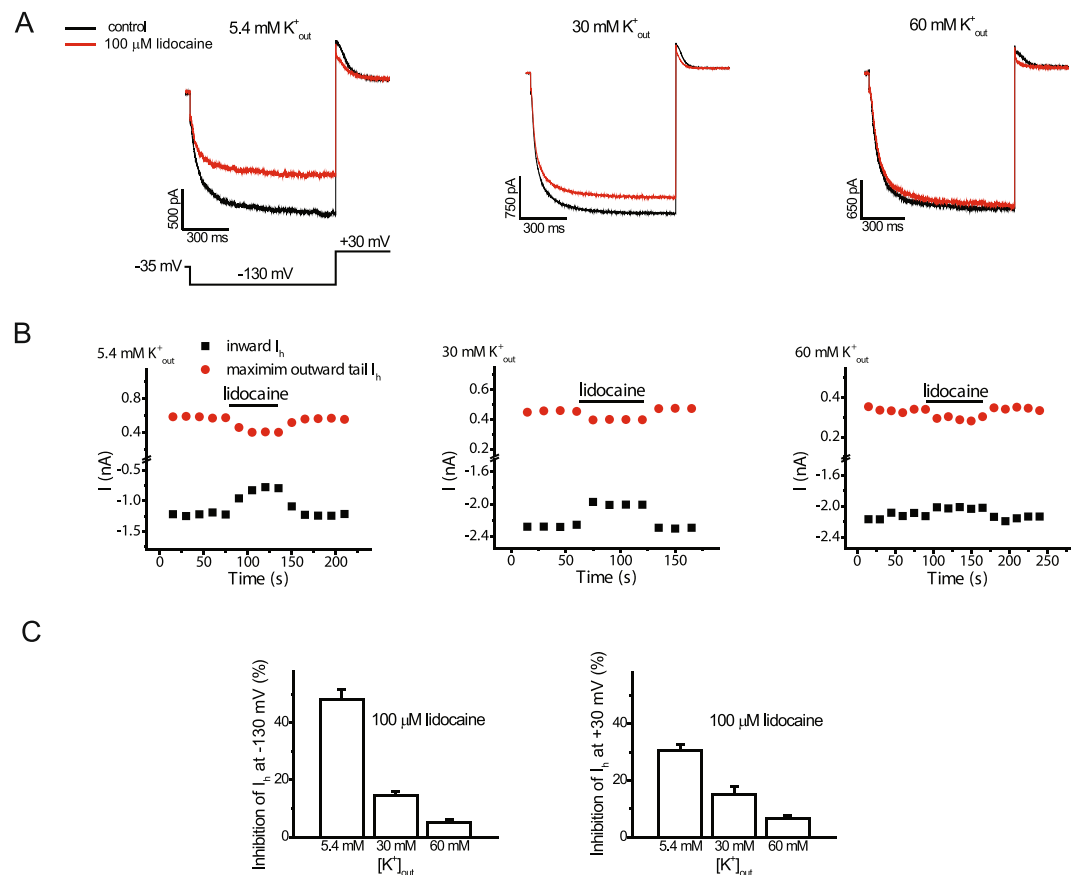 A
control
100 μM lidocaine
5.4 mM K+out
30 mM K+out
60 mM K+out
500 pA
300 ms
750 pA
300 ms
650 pA
300 ms
+30 mV
-35 mV
-130 mV
B
5.4 mM K+out
inward Ih
maximim outward tail Ih
lidocaine
0.8
0.4
-0.5
-1.0
-1.5
I (nA)
0 50 100 150 200
Time (s)
30 mM K+out
lidocaine
0.6
0.4
0.2
-1.6
-2.0
-2.4
I (nA)
0 50 100 150
Time (s)
60 mM K+out
lidocaine
0.4
0.2
-1.6
-2.0
-2.4
I (nA)
0 50 100 150 200 250
Time (s)
C
Inhibition of Ih at -130 mV (%)
40
20
0
100 μM lidocaine
5.4 mM 30 mM 60 mM
[K+]out
Inhibition of Ih at +30 mV (%)
40
20
0
100 μM lidocaine
5.4 mM 30 mM 60 mM
[K+]out